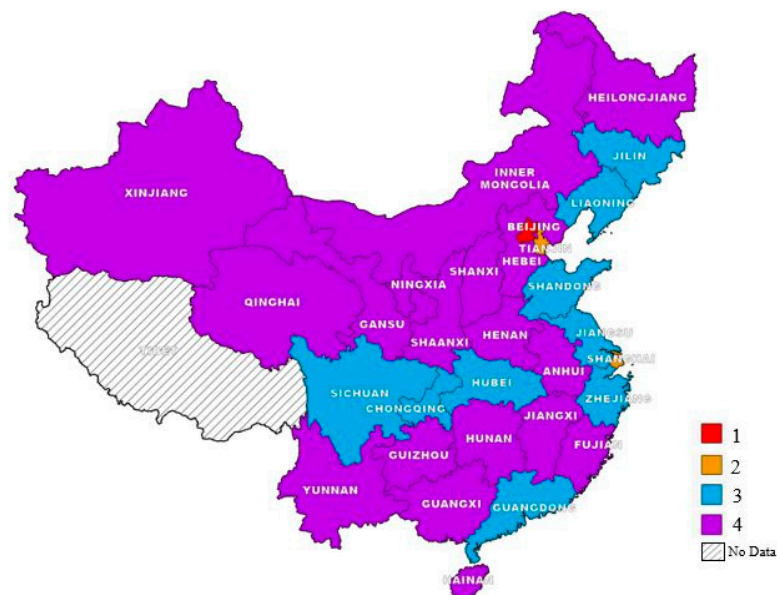 HEILONGJIANG
JILIN
INNER
MONGOLIA
LIAONING
XINJIANG
BEIJING
TIANJIN
HEBEI
SHANXI
NINGXIA
SHANDONG
QINGHAI
GANSU
SHAANXI
HENAN
JIANGSU
SHANGHAI
ANHUI
TIBET
SICHUAN
HUBEI
CHONGQING
ZHEJIANG
JIANGXI
HUNAN
FUJIAN
GUIZHOU
YUNNAN
GUANGXI
GUANGDONG
HAINAN
1
2
3
4
No Data